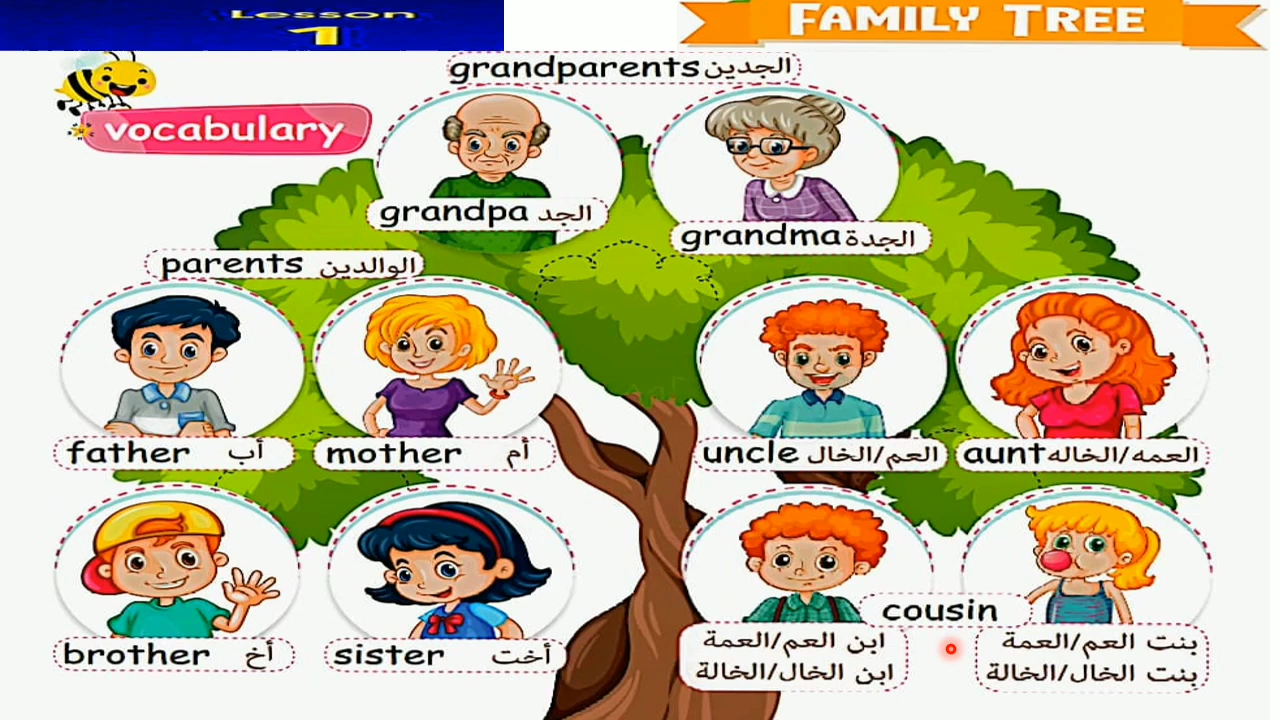 Lesson
1
FAMILY TREE
vocabulary
grandparents الجدين
grandpa الجد
grandma الجدة
parents الوالدين
father أب
mother أم
uncle العم/الخال
aunt العمه/الخاله
brother أخ
sister أخت
cousin
ابن العم/العمة
ابن الخال/الخالة
بنت العم/العمة
بنت الخال/الخالة